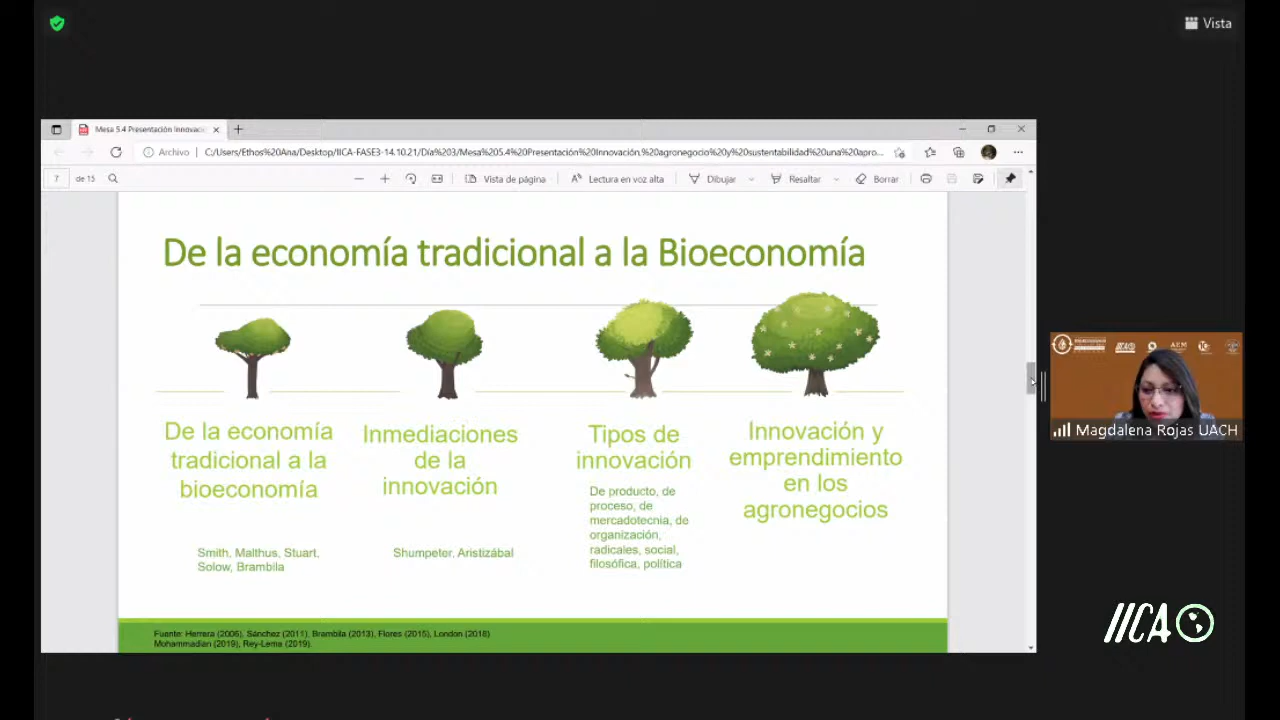 Vista
Mesa 5.4 Presentación Innovaci
Archivo
C:/Users/Ethos%20Ana/Desktop/IICA-FASE3-14.10.21/Día%203/Mesa%205.4%20Presentación%20Innovación,%20agronegocio%20y%20sustentabilidad%20una%20apro...
7 de 15
Vista de página
Lectura en voz alta
Dibujar
Resaltar
Borrar
De la economía tradicional a la Bioeconomía
De la economía
tradicional a la
bioeconomía
Smith, Malthus, Stuart,
Solow, Brambila
Inmediaciones
de la
innovación
Shumpeter, Aristizábal
Tipos de
innovación
De producto, de
proceso, de
mercadotecnia, de
organización,
radicales, social,
filosófica, política
Innovación y
emprendimiento
en los
agronegocios
Fuente: Herrera (2006), Sánchez (2011), Brambila (2013), Flores (2015), London (2018)
Mohammadian (2019), Rey-Lema (2019).
Magdalena Rojas UACH
IICA